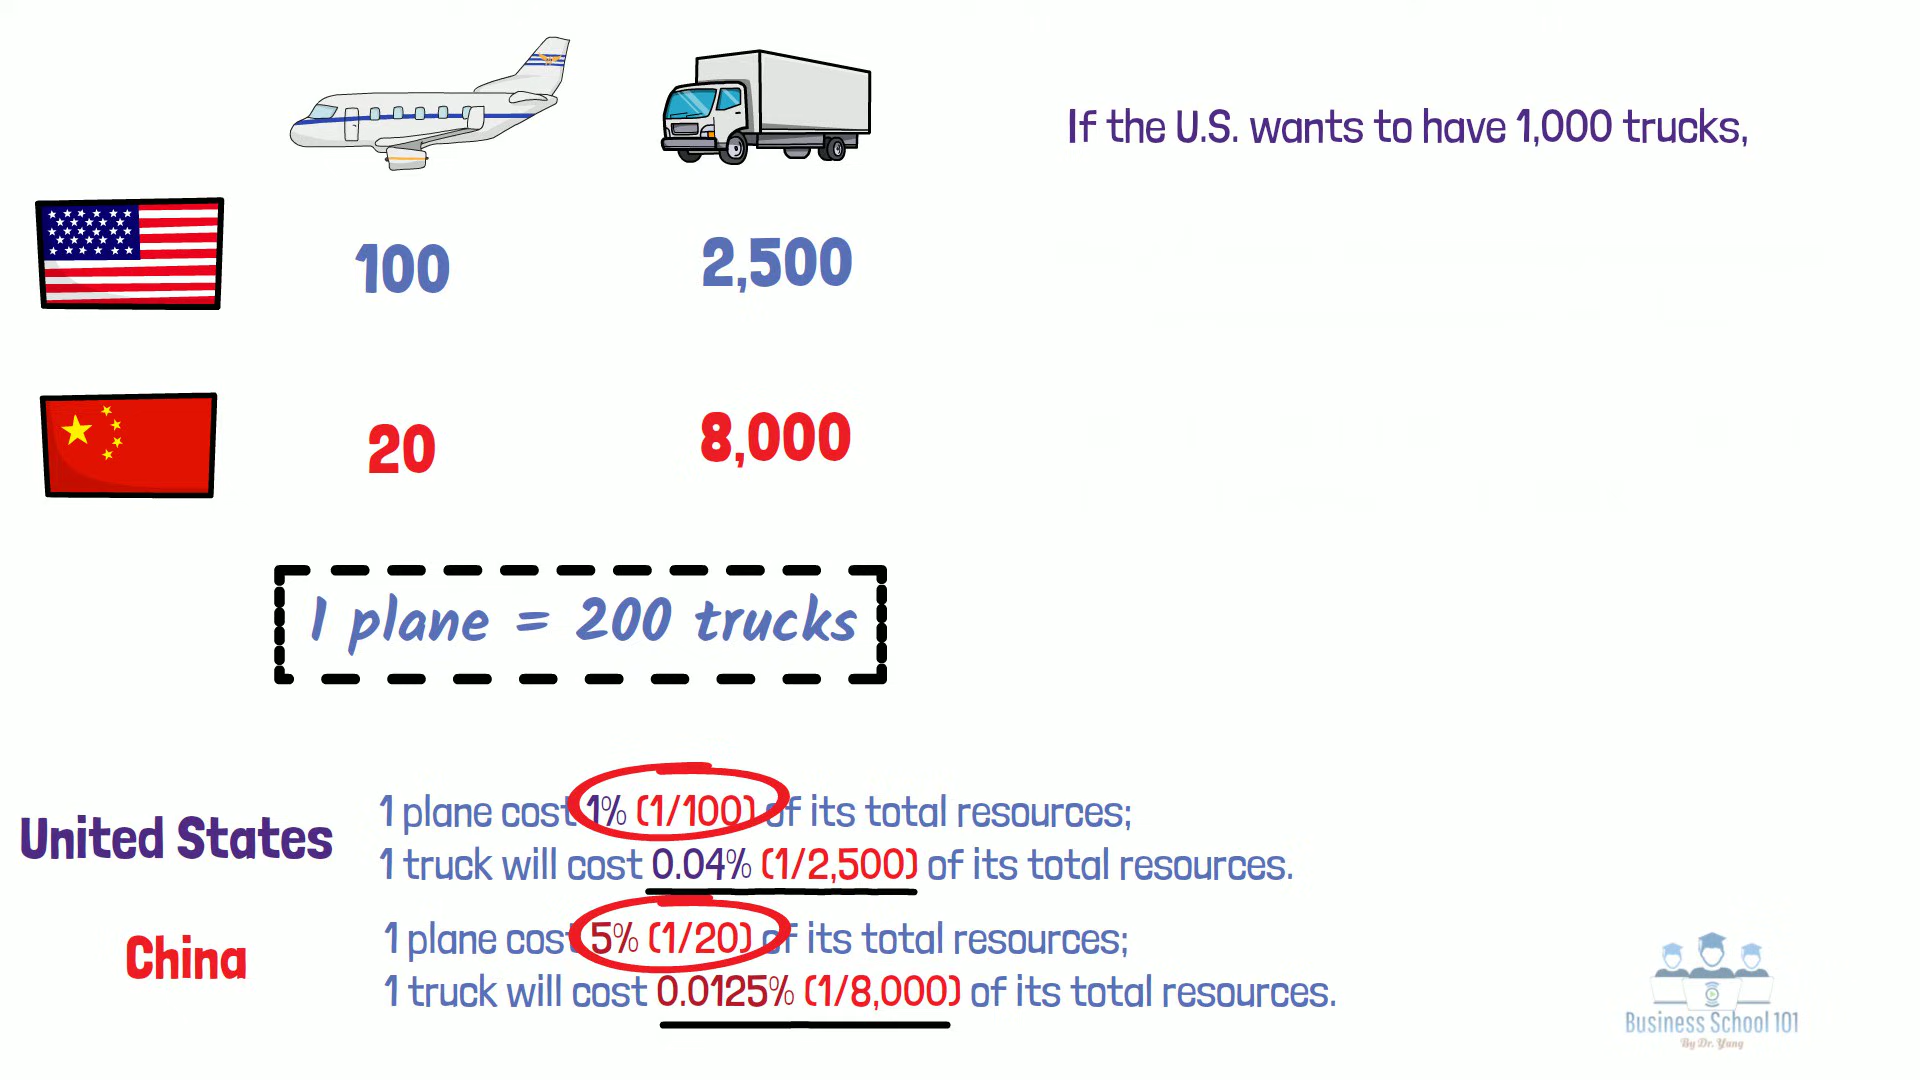 If the U.S. wants to have 1,000 trucks,
100 2,500
20 8,000
1 plane = 200 trucks
United States
1 plane cost 1% (1/100) of its total resources;
1 truck will cost 0.04% (1/2,500) of its total resources.
China
1 plane cost 5% (1/20) of its total resources;
1 truck will cost 0.0125% (1/8,000) of its total resources.
Business School 101
By Dr. Yang